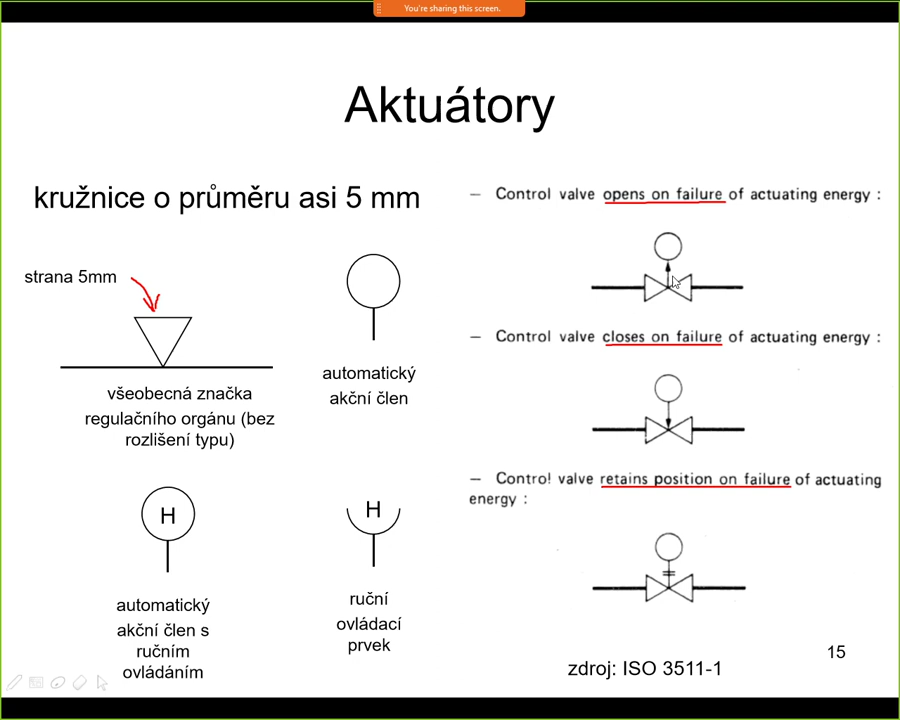 You're sharing this screen.
Aktuátory
kružnice o průměru asi 5 mm
strana 5mm
všeobecná značka
regulačního orgánu (bez
rozlišení typu)
automatický
akční člen
H
automatický
akční člen s
ručním
ovládáním
H
ruční
ovládací
prvek
— Control valve opens on failure of actuating energy :
— Control valve closes on failure of actuating energy :
— Control valve retains position on failure of actuating
energy :
zdroj: ISO 3511-1
15